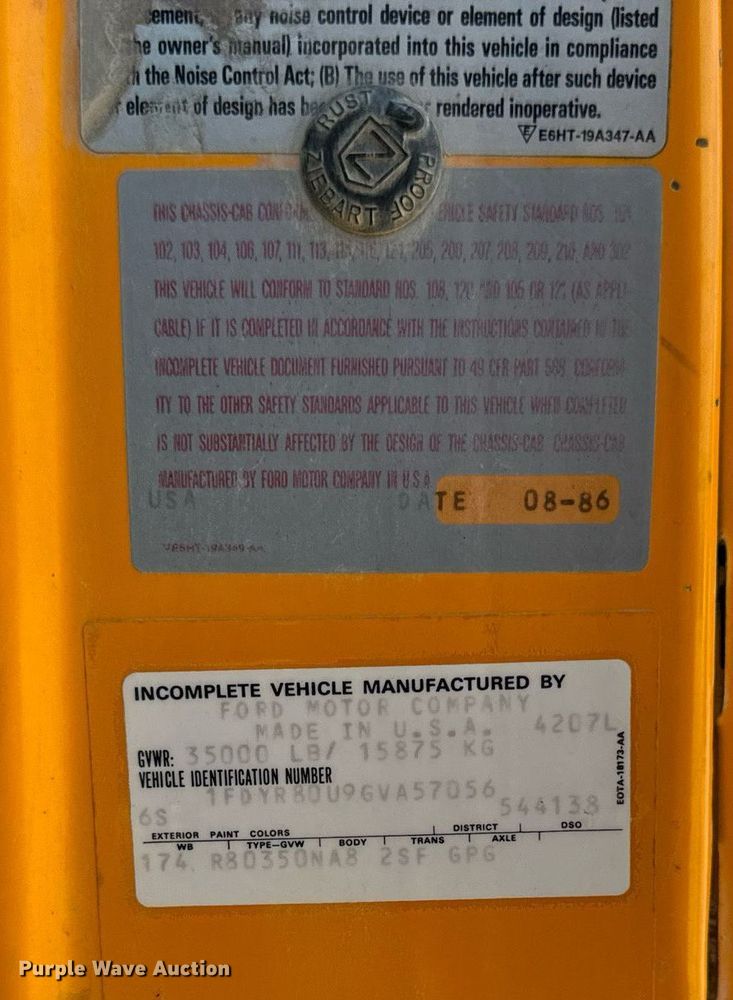 any noise control device or element of design (listed
the owner's manual) incorporated into this vehicle in compliance
the Noise Control Act; (B) The use of this vehicle after such device
element of design has rendered inoperative.
E6HT-19A347-AA
RUST PROOF
ZIEBART
THIS CHASSIS-CAB VEHICLE SAFETY STANDARD NOS.
102, 103, 104, 106, 107, 111, 113, 205, 206, 207, 208, 209, 210, AND 302
THIS VEHICLE WILL CONFORM TO STANDARD NOS. 108, 120 AND 105 OR 121 (AS APPLI-
CABLE) IF IT IS COMPLETED IN ACCORDANCE WITH THE INSTRUCTIONS CONTAINED IN THE
INCOMPLETE VEHICLE DOCUMENT FURNISHED PURSUANT TO 49 CFR PART 568. CONFORM-
ITY TO THE OTHER SAFETY STANDARDS APPLICABLE TO THIS VEHICLE WHEN COMPLETED
IS NOT SUBSTANTIALLY AFFECTED BY THE DESIGN OF THE CHASSIS-CAB CHASSIS-CAB
MANUFACTURED BY FORD MOTOR COMPANY IN U S A
USA DATE 08-86
INCOMPLETE VEHICLE MANUFACTURED BY
FORD MOTOR COMPANY
MADE IN U.S.A. 4207L
GVWR: 35000 LB/ 15875 KG
VEHICLE IDENTIFICATION NUMBER
1FDYR80U9GVA57056
6S 544138
EOTA-18173-AA
EXTERIOR PAINT COLORS DISTRICT DSO
WB TYPE-GVW BODY TRANS AXLE
174 R80350NA8 2SF GPG
Purple Wave Auction